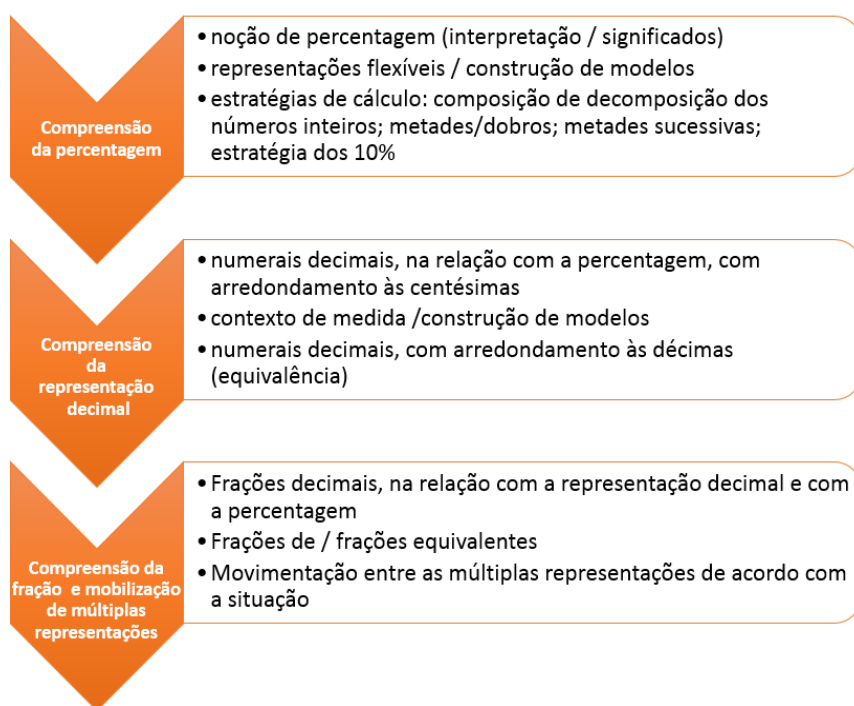 Compreensão
da percentagem
• noção de percentagem (interpretação / significados)
• representações flexíveis / construção de modelos
• estratégias de cálculo: composição de decomposição dos
números inteiros; metades/dobros; metades sucessivas;
estratégia dos 10%
Compreensão
da
representação
decimal
• numerais decimais, na relação com a percentagem, com
arredondamento às centésimas
• contexto de medida /construção de modelos
• numerais decimais, com arredondamento às décimas
(equivalência)
Compreensão da
fração e mobilização
de múltiplas
representações
• Frações decimais, na relação com a representação decimal e com
a percentagem
• Frações de / frações equivalentes
• Movimentação entre as múltiplas representações de acordo com
a situação